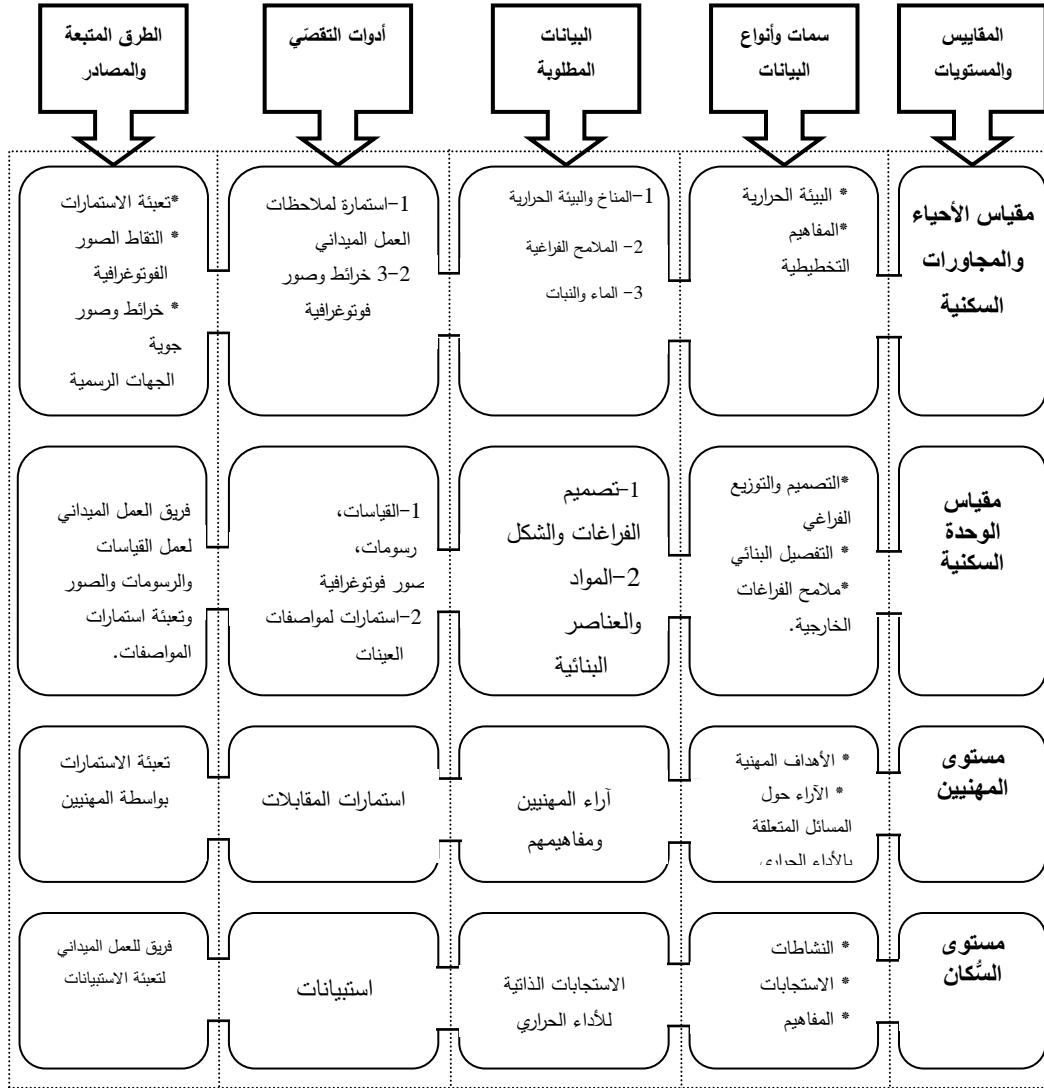 المقاييس
والمستويات
سمات وأنواع
البيانات
البيانات
المطلوبة
أدوات التقصّي
الطرق المتبعة
والمصادر
مقياس الأحياء
والمجاورات
السكنية
* البيئة الحرارية
*المفاهيم
التخطيطية
1-المناخ والبيئة الحرارية
2- الملامح الفراغية
3- الماء والنبات
1-استمارة لملاحظات
العمل الميداني
2-3 خرائط وصور
فوتوغرافية
*تعبئة الاستمارات
* التقاط الصور
الفوتوغرافية
* خرائط وصور
جوية
الجهات الرسمية
مقياس
الوحدة
السكنية
*التصميم والتوزيع
الفراغي
* التفصيل البنائي
*ملامح الفراغات
الخارجية.
1-تصميم
الفراغات والشكل
2-المواد
والعناصر
البنائية
1-القياسات،
رسومات،
صور فوتوغرافية
2-استمارات لمواصفات
العينات
فريق العمل الميداني
لعمل القياسات
والرسومات والصور
وتعبئة استمارات
المواصفات.
مستوى
المهنيين
* الأهداف المهنية
* الآراء حول
المسائل المتعلقة
بالأداء الحراري
آراء المهنيين
ومفاهيمهم
استمارات المقابلات
تعبئة الاستمارات
بواسطة المهنيين
مستوى
السُّكان
* النشاطات
* الاستجابات
* المفاهيم
الاستجابات الذاتية
للأداء الحراري
استبيانات
فريق للعمل الميداني
لتعبئة الاستبيانات